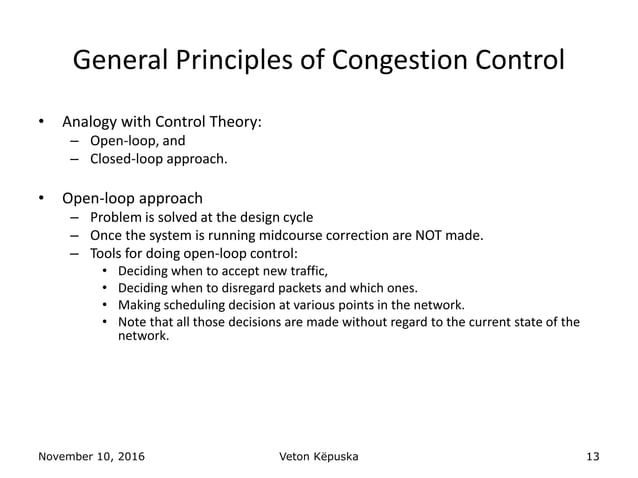 General Principles of Congestion Control
• Analogy with Control Theory:
– Open-loop, and
– Closed-loop approach.
• Open-loop approach
– Problem is solved at the design cycle
– Once the system is running midcourse correction are NOT made.
– Tools for doing open-loop control:
• Deciding when to accept new traffic,
• Deciding when to disregard packets and which ones.
• Making scheduling decision at various points in the network.
• Note that all those decisions are made without regard to the current state of the
network.
November 10, 2016 Veton Këpuska 13